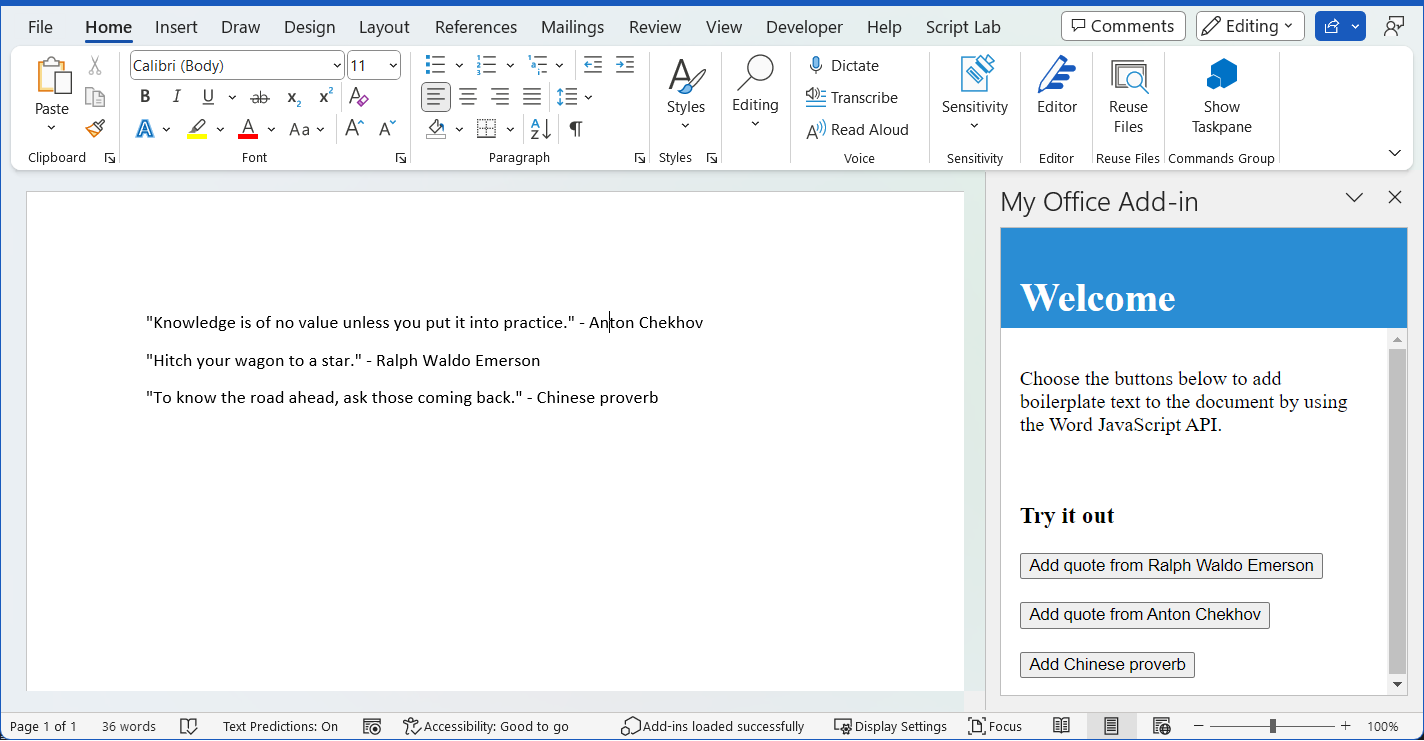 File Home Insert Draw Design Layout References Mailings Review View Developer Help Script Lab Comments Editing
Calibri (Body) 11
Paste
B I U ab x2 x2 A
A A Aa A A
Styles
Editing
Dictate
Transcribe
Read Aloud
Sensitivity
Editor
Reuse
Files
Show
Taskpane
Clipboard Font Paragraph Styles Voice Sensitivity Editor Reuse Files Commands Group
"Knowledge is of no value unless you put it into practice." - Anton Chekhov
"Hitch your wagon to a star." - Ralph Waldo Emerson
"To know the road ahead, ask those coming back." - Chinese proverb
My Office Add-in
Welcome
Choose the buttons below to add
boilerplate text to the document by using
the Word JavaScript API.
Try it out
Add quote from Ralph Waldo Emerson
Add quote from Anton Chekhov
Add Chinese proverb
Page 1 of 1 36 words Text Predictions: On Accessibility: Good to go Add-ins loaded successfully Display Settings Focus 100%